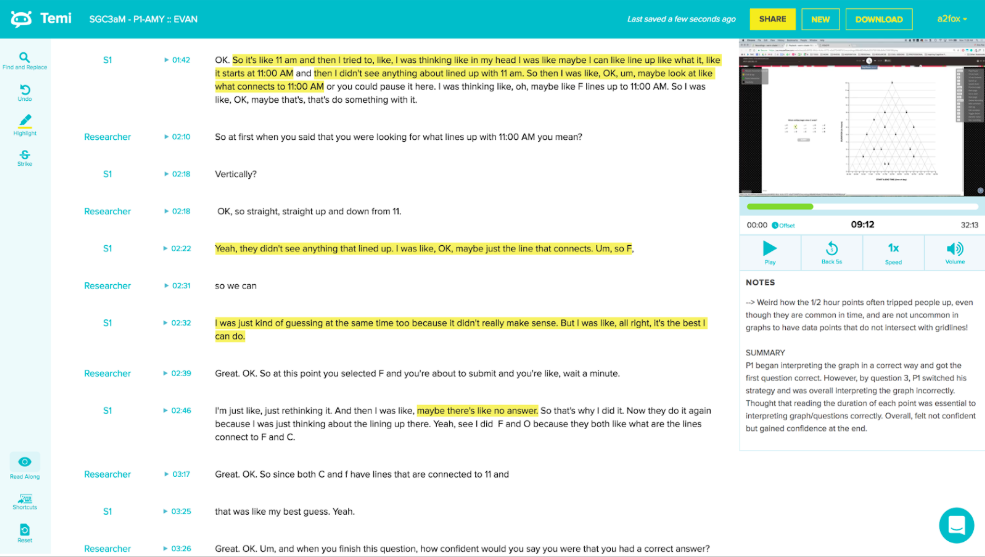 Temi
SGC3aM - P1-AMY :: EVAN
Last saved a few seconds ago
SHARE
NEW
DOWNLOAD
a2fox
Find and Replace
Undo
Highlight
Strike
Read Along
Shortcuts
Reset
S1 01:42
OK. So it's like 11 am and then I tried to, like, I was thinking like in my head I was like maybe I can like line up like what it, like
it starts at 11:00 AM and then I didn't see anything about lined up with 11 am. So then I was like, OK, um, maybe look at like
what connects to 11:00 AM or you could pause it here. I was thinking like, oh, maybe like F lines up to 11:00 AM. So I was
like, OK, maybe that's, that's do something with it.
Researcher 02:10
So at first when you said that you were looking for what lines up with 11:00 AM you mean?
S1 02:18
Vertically?
Researcher 02:18
OK, so straight, straight up and down from 11.
S1 02:22
Yeah, they didn't see anything that lined up. I was like, OK, maybe just the line that connects. Um, so F,
Researcher 02:31
so we can
S1 02:32
I was just kind of guessing at the same time too because it didn't really make sense. But I was like, all right, it's the best I
can do.
Researcher 02:39
Great. OK. So at this point you selected F and you're about to submit and you're like, wait a minute.
S1 02:46
I'm just like, just rethinking it. And then I was like, maybe there's like no answer. So that's why I did it. Now they do it again
because I was just thinking about the lining up there. Yeah, see I did F and O because they both like what are the lines
connect to F and C.
Researcher 03:17
Great. OK. So since both C and f have lines that are connected to 11 and
S1 03:25
that was like my best guess. Yeah.
Researcher 03:26
Great. OK. Um, and when you finish this question, how confident would you say you were that you had a correct answer?
00:00 Offset
09:12
32:13
Play
Back 5s
1x
Speed
Volume
NOTES
--> Weird how the 1/2 hour points often tripped people up, even
though they are common in time, and are not uncommon in
graphs to have data points that do not intersect with gridlines!
SUMMARY
P1 began interpreting the graph in a correct way and got the
first question correct. However, by question 3, P1 switched his
strategy and was overall interpreting the graph incorrectly.
Thought that reading the duration of each point was essential to
interpreting graph/questions correctly. Overall, felt not confident
but gained confidence at the end.